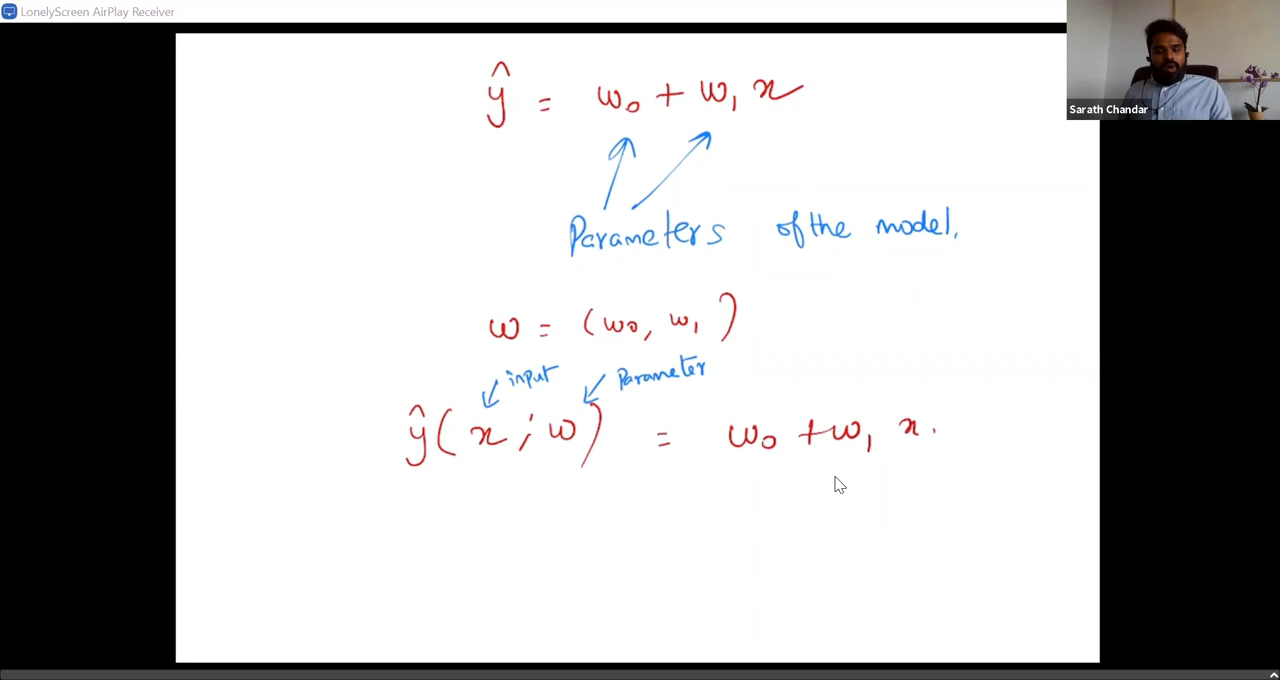 LonelyScreen AirPlay Receiver
Sarath Chandar
ŷ = w₀ + w₁ x
Parameters of the model.
w = (w₀, w₁)
input Parameter
ŷ(x; w) = w₀ + w₁ x.